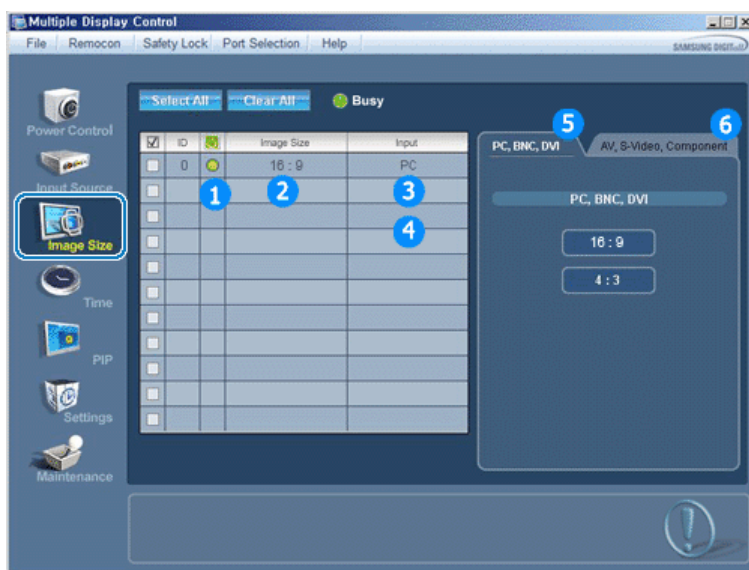 Multiple Display Control
File Remocon Safety Lock Port Selection Help
SAMSUNG DIGITall
Select All Clear All Busy
Power Control
Input Source
Image Size
Time
PIP
Settings
Maintenance
ID Image Size Input
0 16 : 9 PC
1 2 3
4
5 6
PC, BNC, DVI AV, S-Video, Component
PC, BNC, DVI
16 : 9
4 : 3